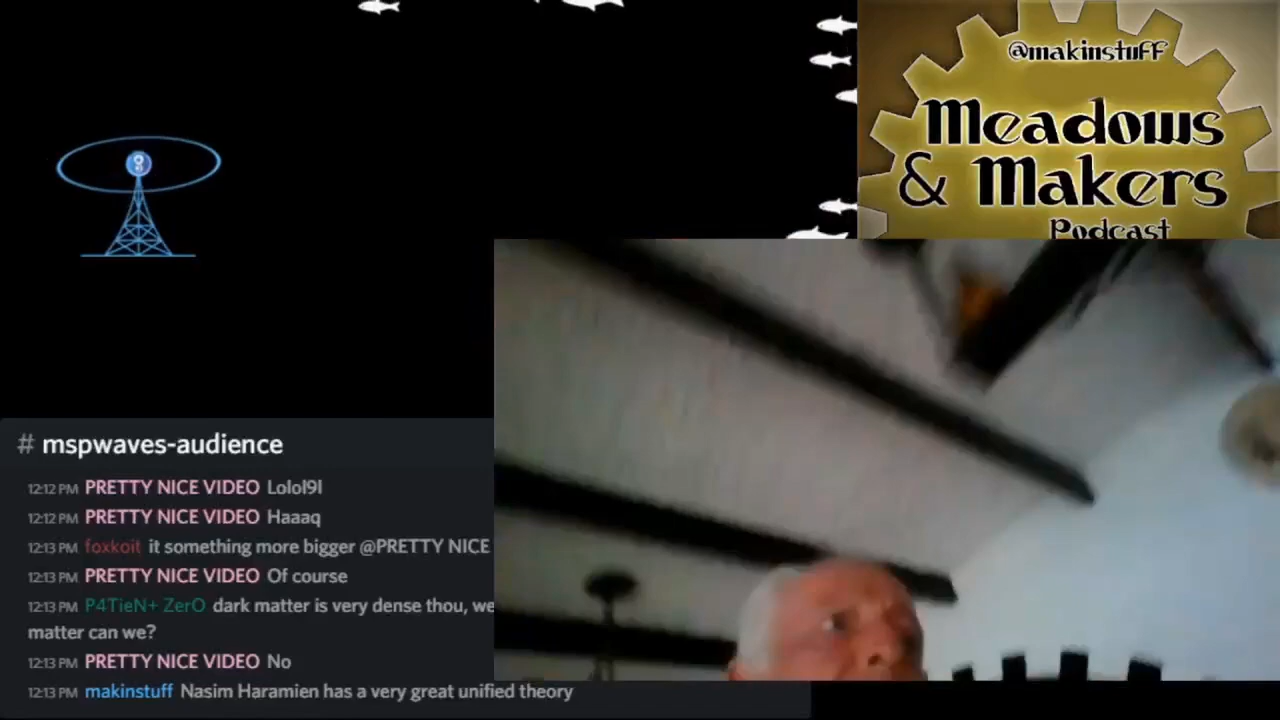 @makinstuff
Meadows
& Makers
Podcast
# mspwaves-audience
12:12 PM PRETTY NICE VIDEO Lolol9l
12:12 PM PRETTY NICE VIDEO Haaaq
12:13 PM foxkoit it something more bigger @PRETTY NICE
12:13 PM PRETTY NICE VIDEO Of course
12:13 PM P4TieN+ ZerO dark matter is very dense thou, we
matter can we?
12:13 PM PRETTY NICE VIDEO No
12:13 PM makinstuff Nasim Haramien has a very great unified theory